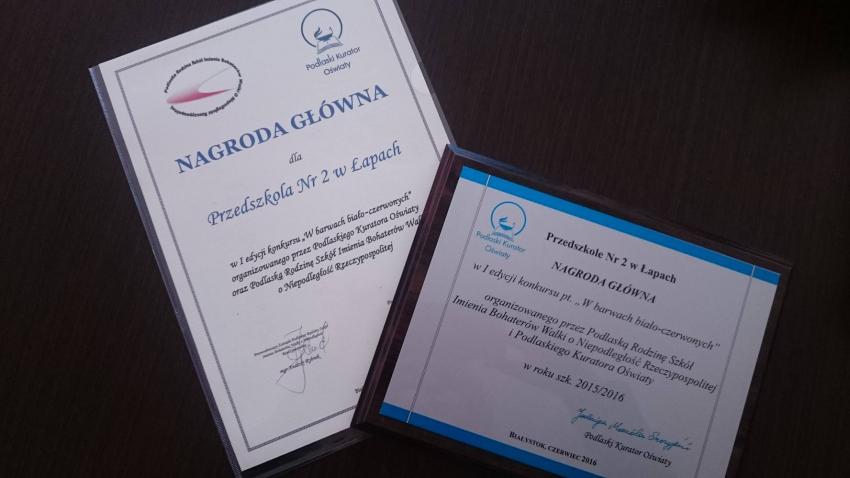 Podlaski Kurator
Oświaty
NAGRODA GŁÓWNA
dla
Przedszkola Nr 2 w Łapach
w I edycji konkursu „W barwach biało-czerwonych"
organizowanego przez Podlaskiego Kuratora Oświaty
oraz Podlaską Rodzinę Szkół Imienia Bohaterów Walk
o Niepodległość Rzeczypospolitej
Podlaski Kurator
Oświaty
Przedszkole Nr 2 w Łapach
NAGRODA GŁÓWNA
w I edycji konkursu pt. „W barwach biało-czerwonych"
organizowanego przez Podlaską Rodzinę Szkół
Imienia Bohaterów Walki o Niepodległość Rzeczypospolitej
i Podlaskiego Kuratora Oświaty
w roku szk. 2015/2016
Podlaski Kurator Oświaty
BIAŁYSTOK, CZERWIEC 2016